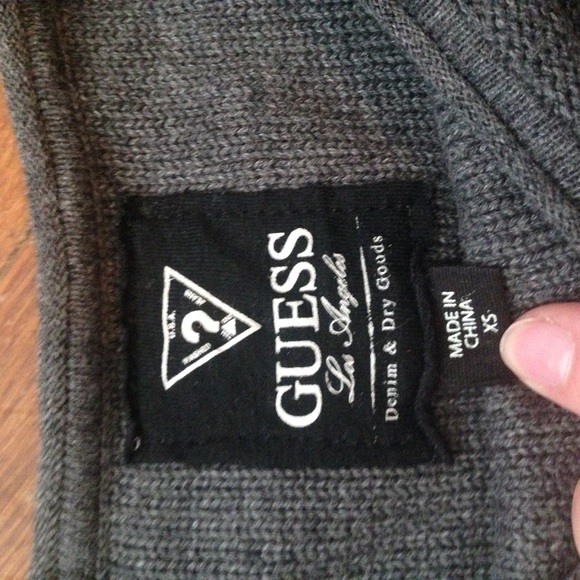 ?
U.S.A.
GUESS
Los Angeles
Denim & Dry Goods
MADE IN
CHINA
XS